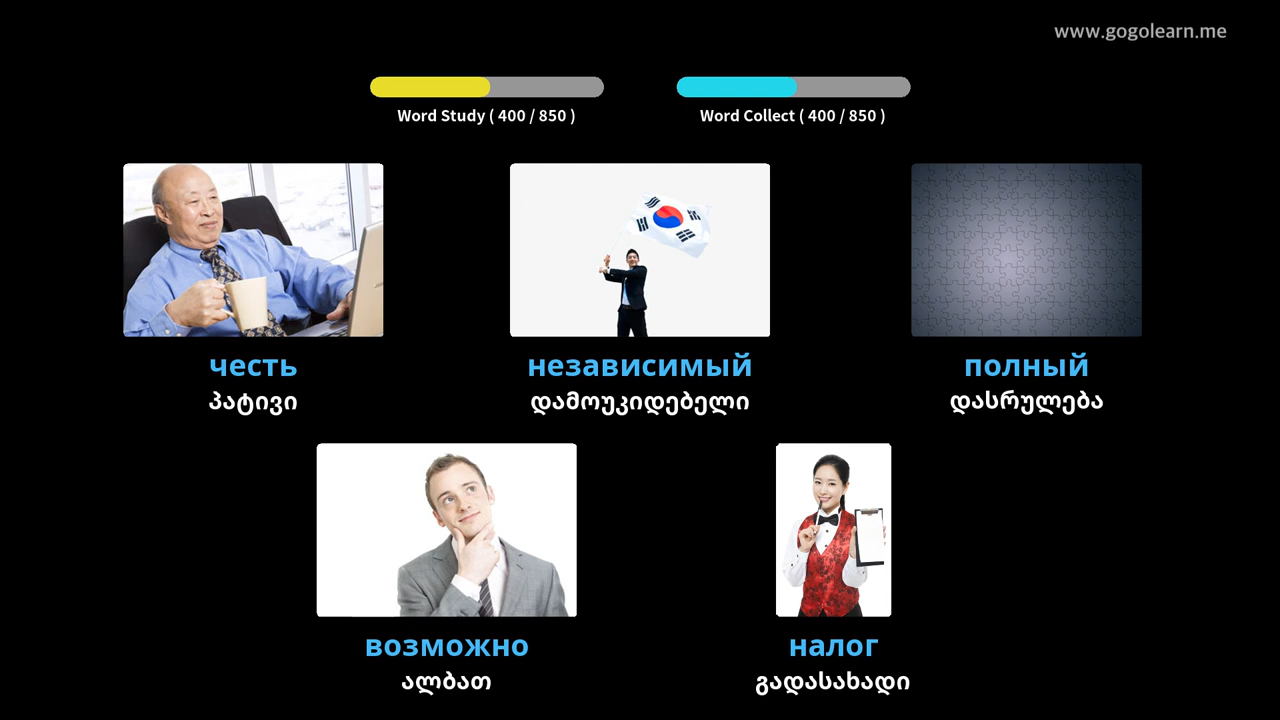 www.gogolearn.me
Word Study ( 400 / 850 )
Word Collect ( 400 / 850 )
честь
პატივი
независимый
დამოუკიდებელი
полный
დასრულება
возможно
ალბათ
налог
გადასახადი